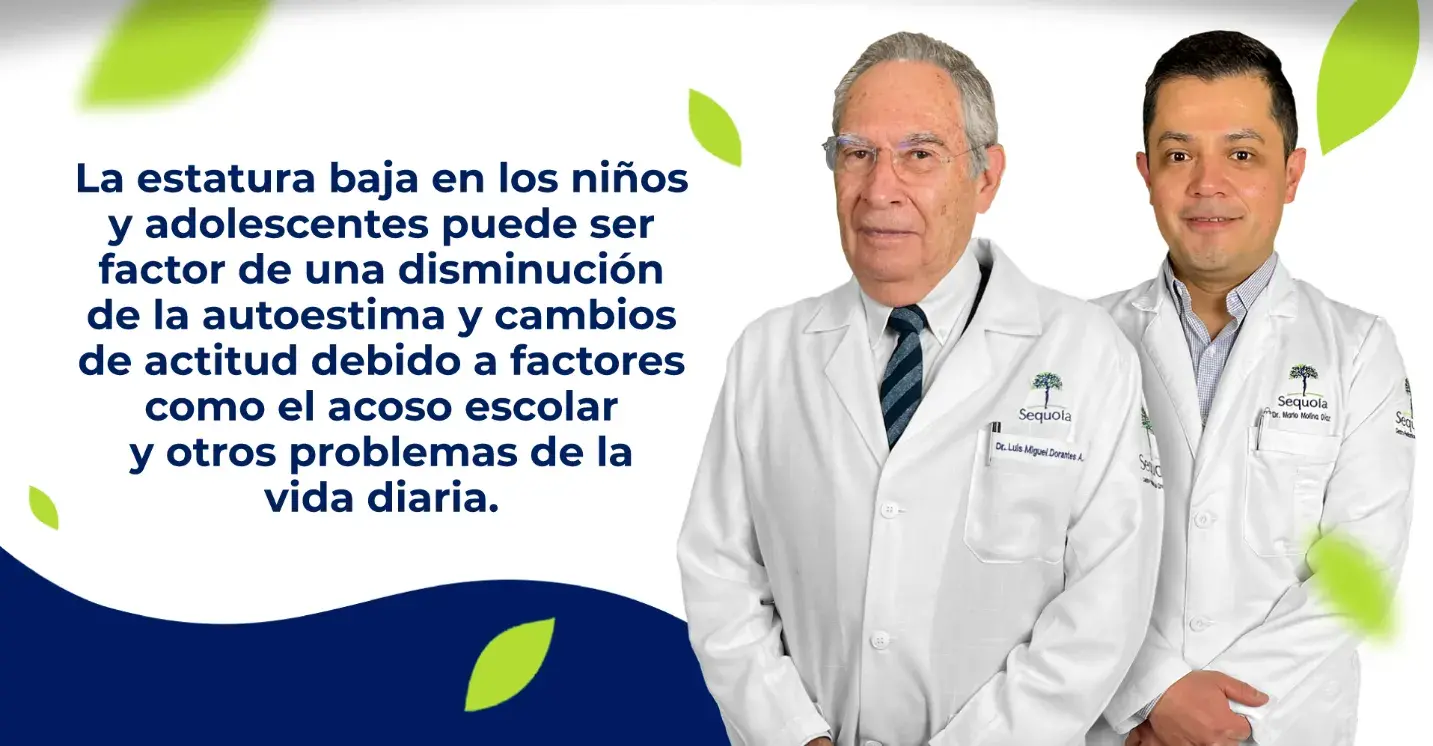 La estatura baja en los niños
y adolescentes puede ser
factor de una disminución
de la autoestima y cambios
de actitud debido a factores
como el acoso escolar
y otros problemas de la
vida diaria.
Sequoia
Dr. Luis Miguel Dorantes A.
Sequoia
Dr. Mario Molina Díaz